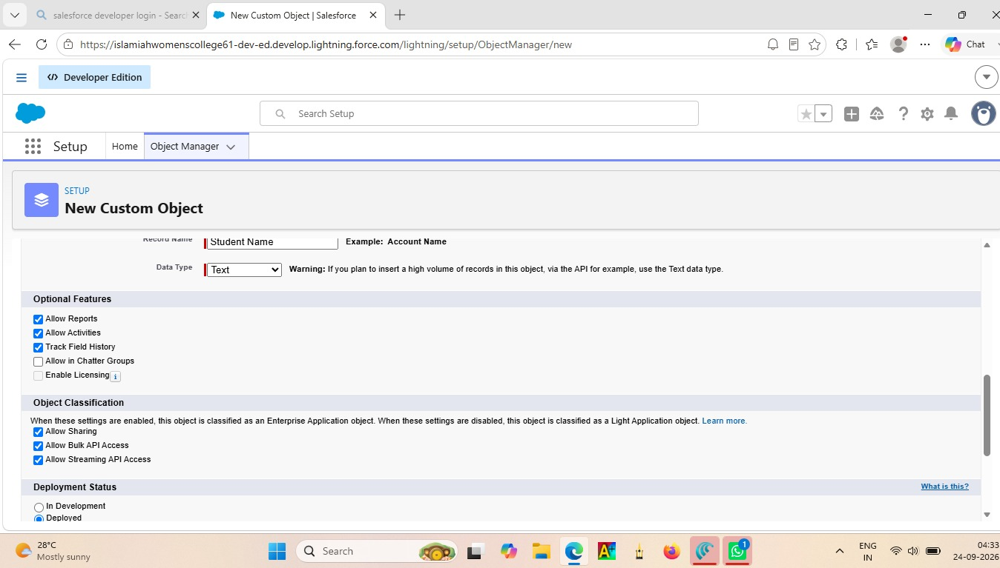 salesforce developer login - Search
New Custom Object | Salesforce
https://islamiahwomenscollege61-dev-ed.develop.lightning.force.com/lightning/setup/ObjectManager/new
Chat
</> Developer Edition
Search Setup
Setup
Home
Object Manager
SETUP
New Custom Object
Record Name
Student Name
Example: Account Name
Data Type
Text
Warning: If you plan to insert a high volume of records in this object, via the API for example, use the Text data type.
Optional Features
Allow Reports
Allow Activities
Track Field History
Allow in Chatter Groups
Enable Licensing i
Object Classification
When these settings are enabled, this object is classified as an Enterprise Application object. When these settings are disabled, this object is classified as a Light Application object. Learn more.
Allow Sharing
Allow Bulk API Access
Allow Streaming API Access
Deployment Status
What is this?
In Development
Deployed
28°C
Mostly sunny
Search
1
ENG
IN
04:33
24-09-2026